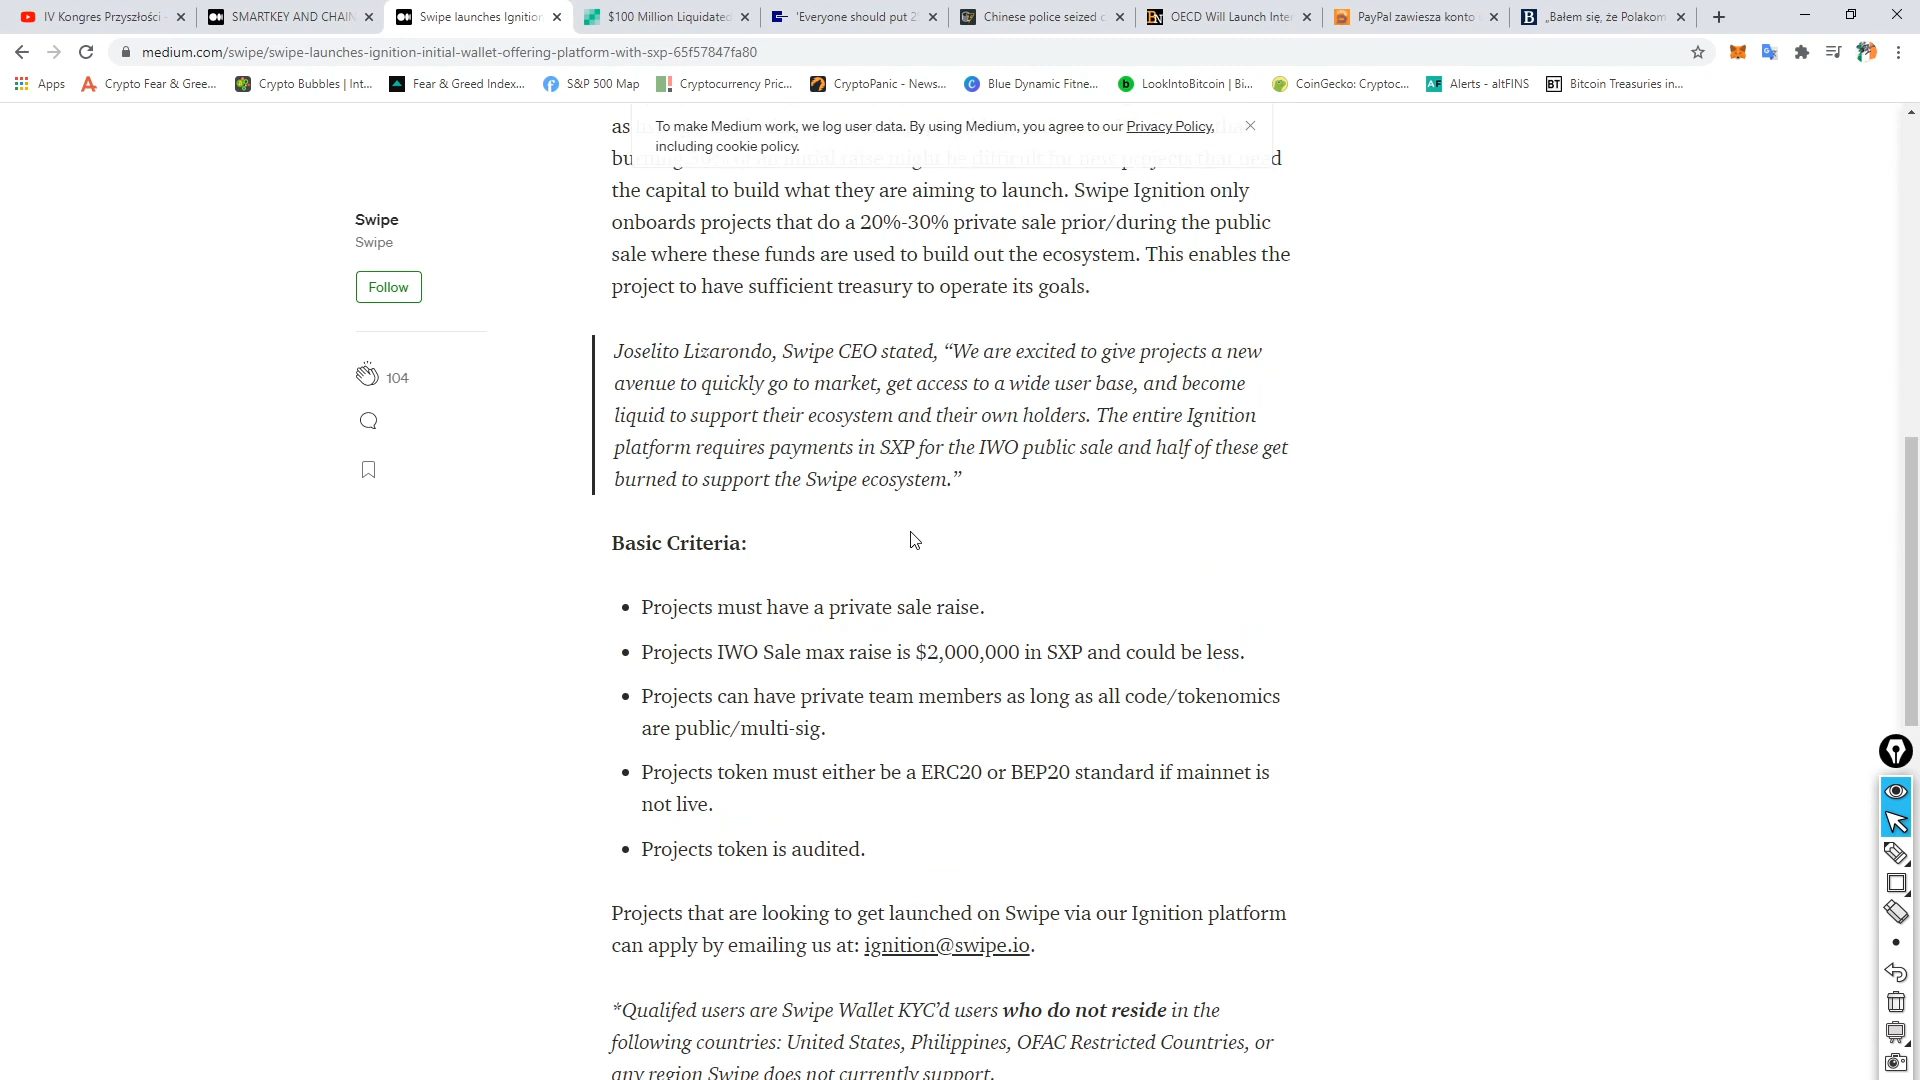 IV Kongres Przyszłości
SMARTKEY AND CHAIN
Swipe launches Ignition
$100 Million Liquidated
'Everyone should put 2
Chinese police seized c
OECD Will Launch Inte
PayPal zawiesza konto
„Bałem się, że Polakom
medium.com/swipe/swipe-launches-ignition-initial-wallet-offering-platform-with-sxp-65f57847fa80
Apps
Crypto Fear & Gree...
Crypto Bubbles | Int...
Fear & Greed Index...
S&P 500 Map
Cryptocurrency Pric...
CryptoPanic - News...
Blue Dynamic Fitne...
LookIntoBitcoin | Bi...
CoinGecko: Cryptoc...
Alerts - altFINS
Bitcoin Treasuries in...
To make Medium work, we log user data. By using Medium, you agree to our Privacy Policy,
including cookie policy.
as
the capital to build what they are aiming to launch. Swipe Ignition only
onboards projects that do a 20%-30% private sale prior/during the public
sale where these funds are used to build out the ecosystem. This enables the
project to have sufficient treasury to operate its goals.
Swipe
Swipe
Follow
104
Joselito Lizarondo, Swipe CEO stated, “We are excited to give projects a new
avenue to quickly go to market, get access to a wide user base, and become
liquid to support their ecosystem and their own holders. The entire Ignition
platform requires payments in SXP for the IWO public sale and half of these get
burned to support the Swipe ecosystem.”
Basic Criteria:
• Projects must have a private sale raise.
• Projects IWO Sale max raise is $2,000,000 in SXP and could be less.
• Projects can have private team members as long as all code/tokenomics
are public/multi-sig.
• Projects token must either be a ERC20 or BEP20 standard if mainnet is
not live.
• Projects token is audited.
Projects that are looking to get launched on Swipe via our Ignition platform
can apply by emailing us at: ignition@swipe.io.
*Qualifed users are Swipe Wallet KYC’d users who do not reside in the
following countries: United States, Philippines, OFAC Restricted Countries, or
any region Swipe does not currently support.